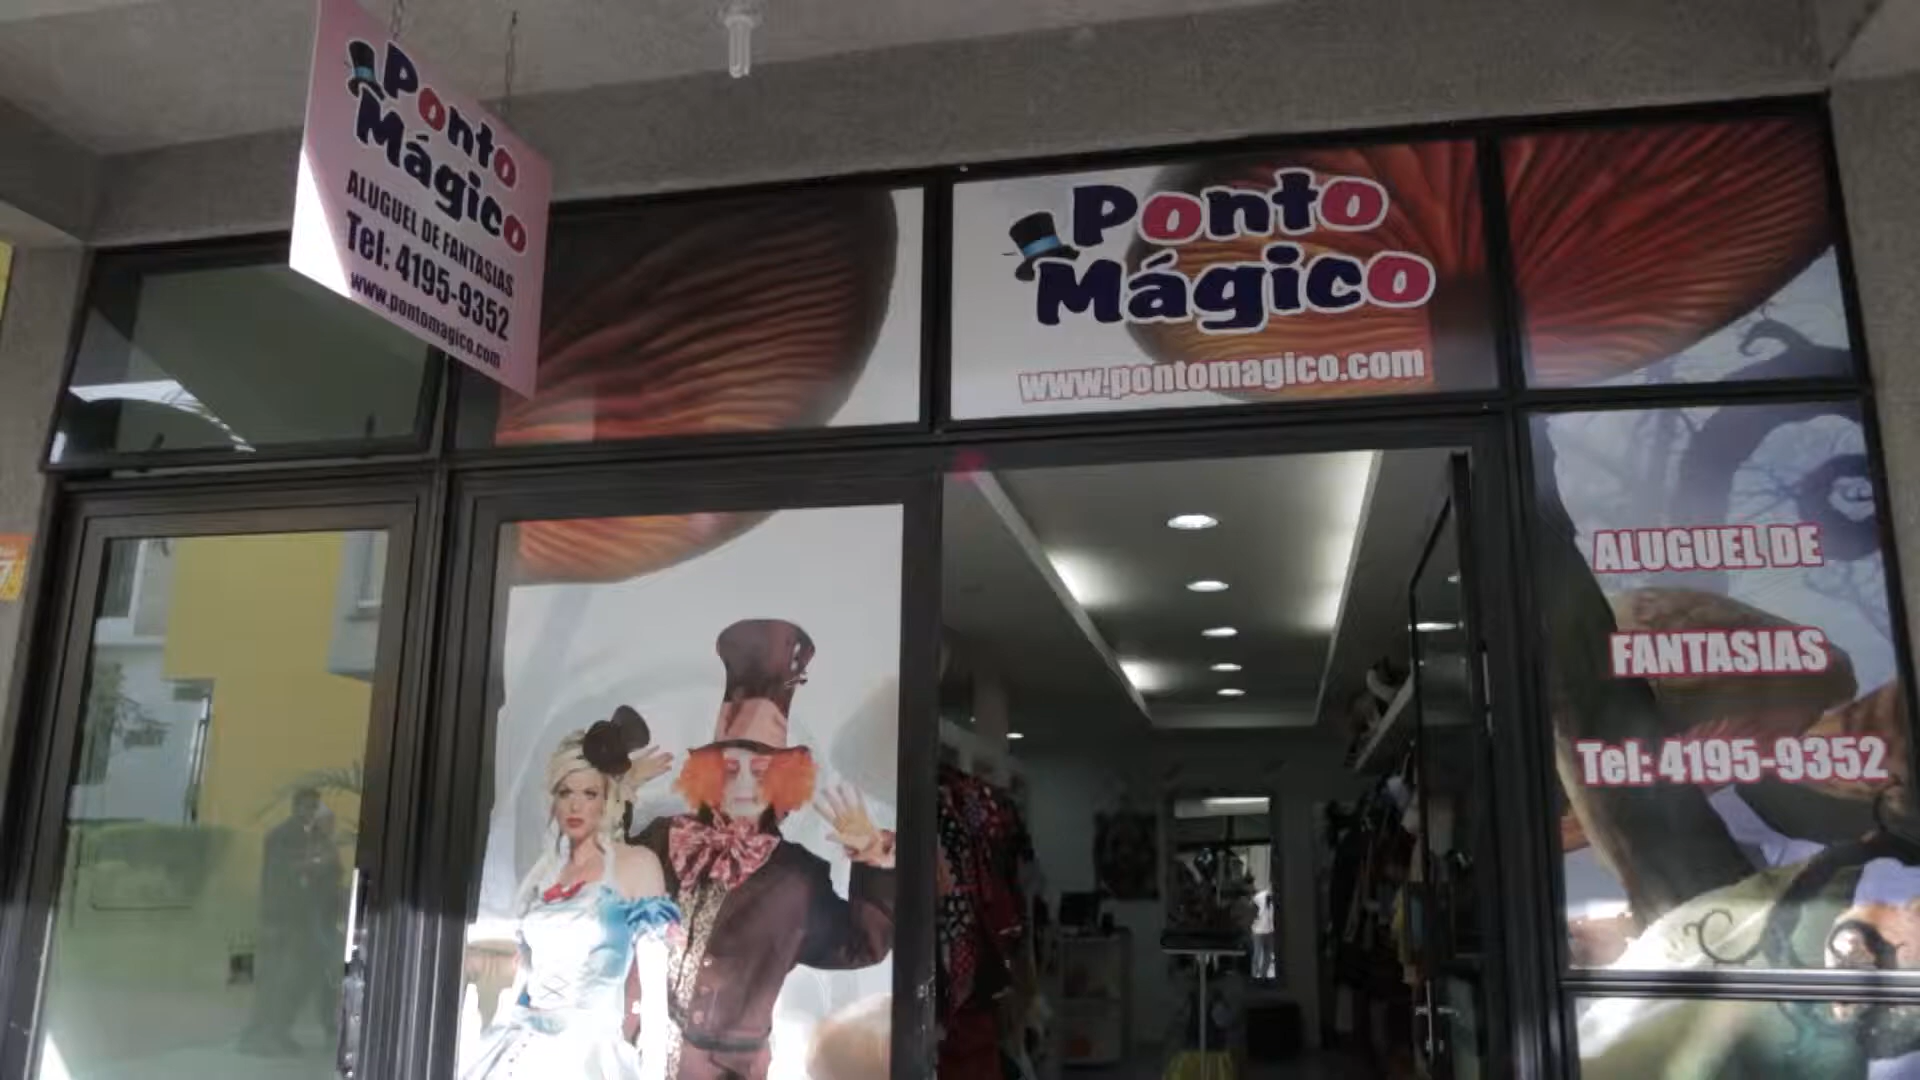 Ponto
Mágico
ALUGUEL DE FANTASIAS
Tel: 4195-9352
www.pontomagico.com
Ponto
Mágico
www.pontomagico.com
ALUGUEL DE
FANTASIAS
Tel: 4195-9352
7